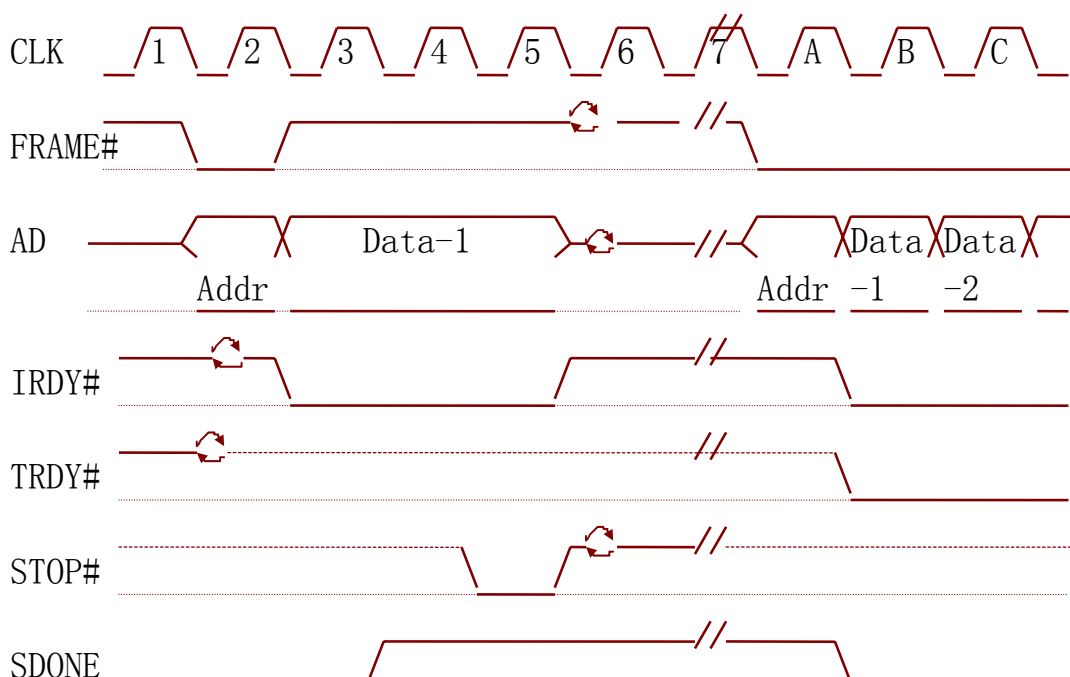 CLK 1 2 3 4 5 6 7 A B C
FRAME#
AD Data-1 Data Data
Addr Addr -1 -2
IRDY#
TRDY#
STOP#
SDONE